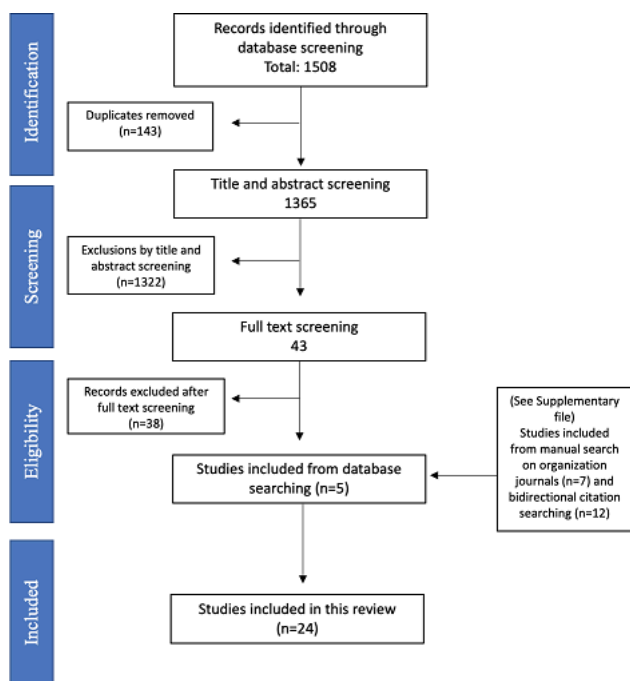 Identification
Records identified through
database screening
Total: 1508
Duplicates removed
(n=143)
Screening
Title and abstract screening
1365
Exclusions by title and
abstract screening
(n=1322)
Full text screening
43
Eligibility
Records excluded after
full text screening
(n=38)
Studies included from database
searching (n=5)
(See Supplementary
file)
Studies included
from manual search
on organization
journals (n=7) and
bidirectional citation
searching (n=12)
Included
Studies included in this review
(n=24)